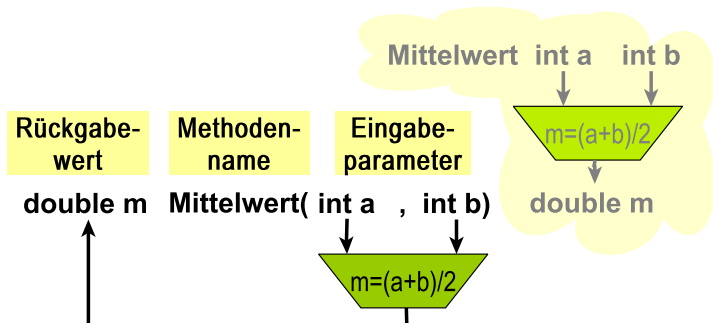 Mittelwert int a int b
m=(a+b)/2
double m
Rückgabe-
wert
Methoden-
name
Eingabe-
parameter
double m Mittelwert( int a , int b)
m=(a+b)/2